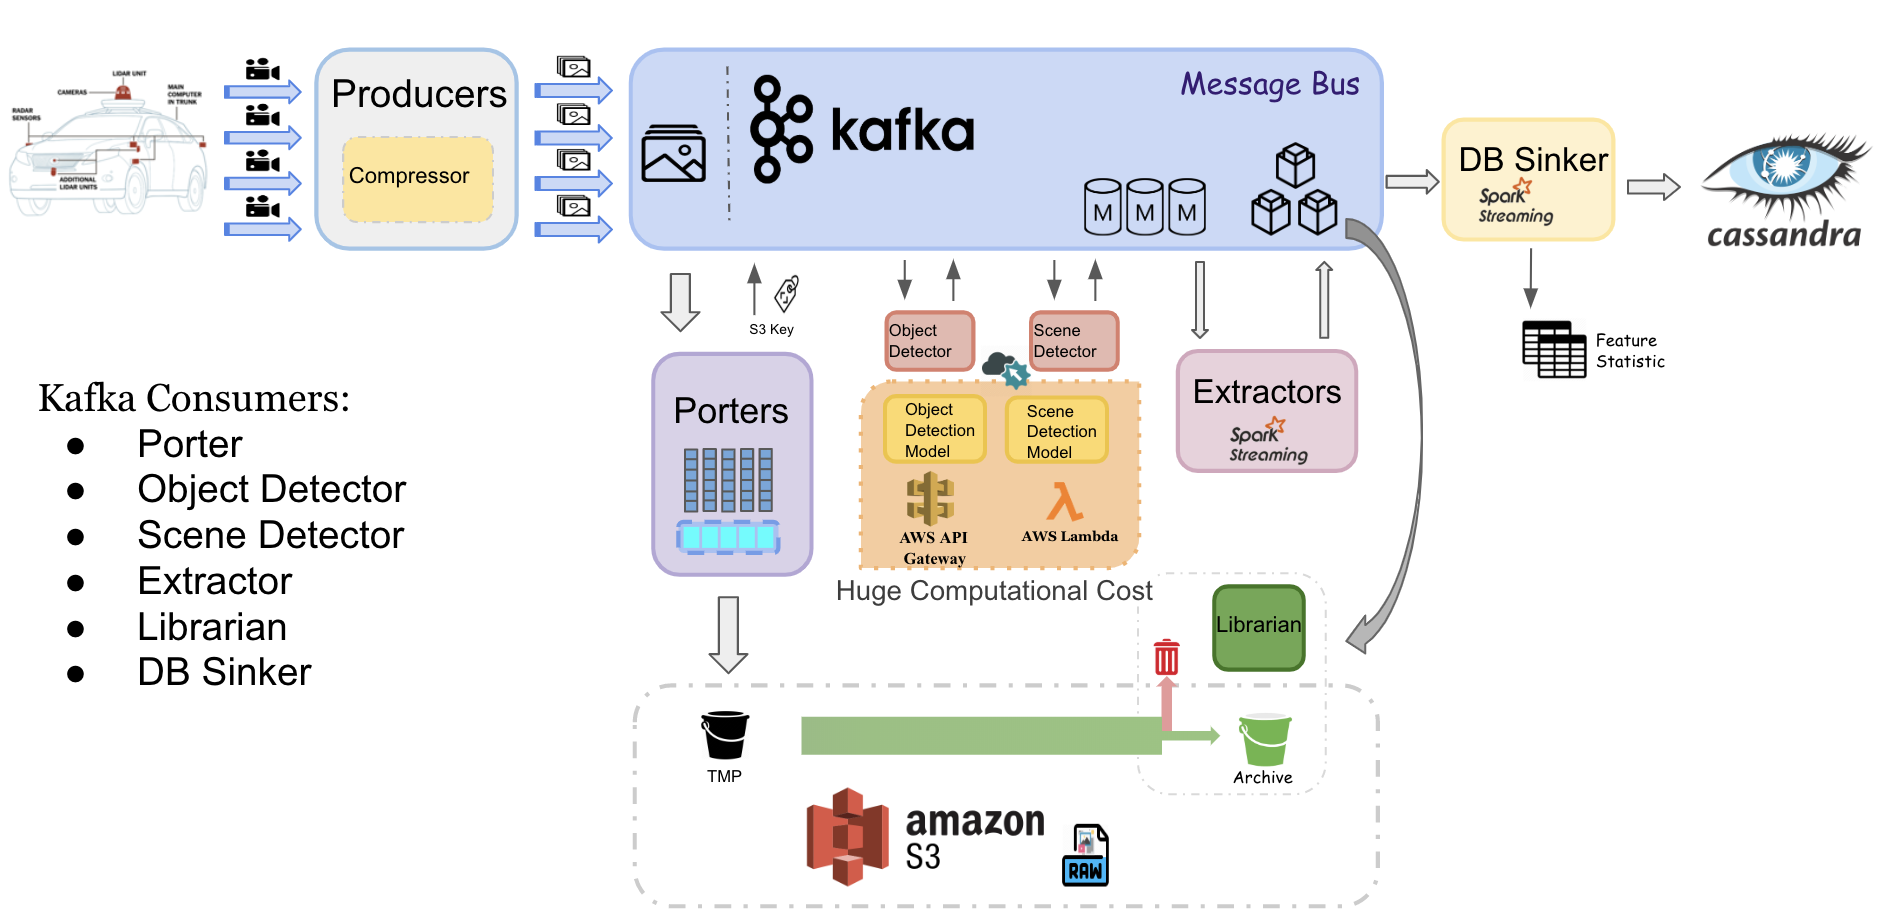 LIDAR UNIT
CAMERAS
MAIN
COMPUTER
IN TRUNK
RADAR
SENSORS
ADDITIONAL
LIDAR UNITS
Producers
Compressor
kafka
Message Bus
M M M
DB Sinker
Spark
Streaming
cassandra
S3 Key
Object
Detector
Scene
Detector
Feature
Statistic
Porters
Object
Detection
Model
Scene
Detection
Model
AWS API
Gateway
AWS Lambda
Huge Computational Cost
Extractors
Spark
Streaming
Kafka Consumers:
● Porter
● Object Detector
● Scene Detector
● Extractor
● Librarian
● DB Sinker
Librarian
TMP
Archive
amazon
S3
RAW